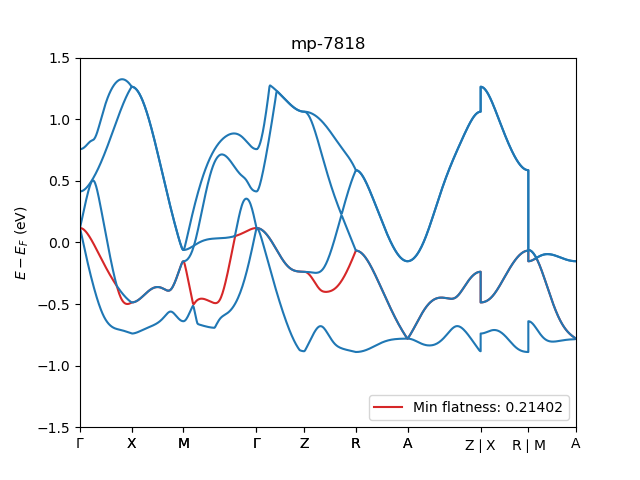 mp-7818
E − E_F (eV)
1.5
1.0
0.5
0.0
−0.5
−1.0
−1.5
Min flatness: 0.21402
Γ X M Γ Z R A Z | X R | M A